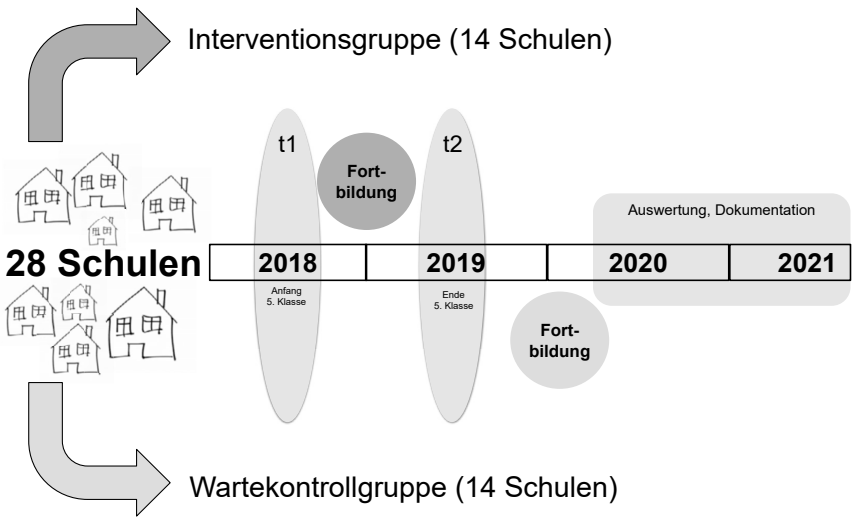 Interventionsgruppe (14 Schulen)
t1
t2
Fort-
bildung
Auswertung, Dokumentation
28 Schulen
2018
2019
2020
2021
Anfang
5. Klasse
Ende
5. Klasse
Fort-
bildung
Wartekontrollgruppe (14 Schulen)